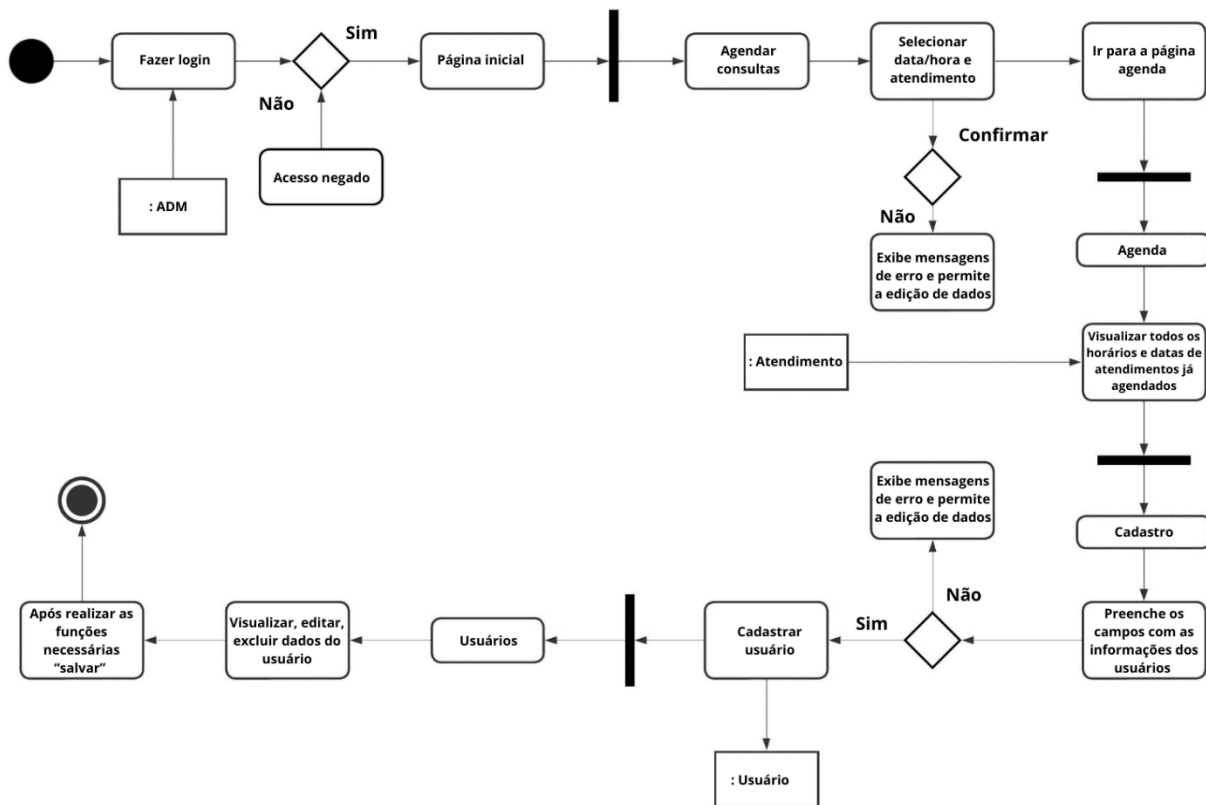 Sim
Fazer login
Página inicial
Agendar
consultas
Selecionar
data/hora e
atendimento
Ir para a página
agenda
Não
Acesso negado
: ADM
Confirmar
Não
Exibe mensagens
de erro e permite
a edição de dados
Agenda
: Atendimento
Visualizar todos os
horários e datas de
atendimentos já
agendados
Exibe mensagens
de erro e permite
a edição de dados
Cadastro
Não
Preenche os
campos com as
informações dos
usuários
Sim
Cadastrar
usuário
Usuários
Visualizar, editar,
excluir dados do
usuário
Após realizar as
funções
necessárias
“salvar”
: Usuário